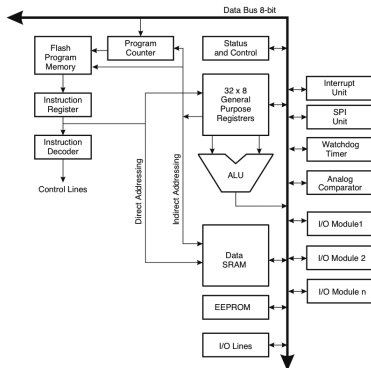 Data Bus 8-bit
Flash
Program
Memory
Program
Counter
Status
and Control
Instruction
Register
32 x 8
General
Purpose
Registrers
Instruction
Decoder
Control Lines
Direct Addressing
Indirect Addressing
ALU
Interrupt
Unit
SPI
Unit
Watchdog
Timer
Analog
Comparator
I/O Module1
Data
SRAM
I/O Module 2
I/O Module n
EEPROM
I/O Lines